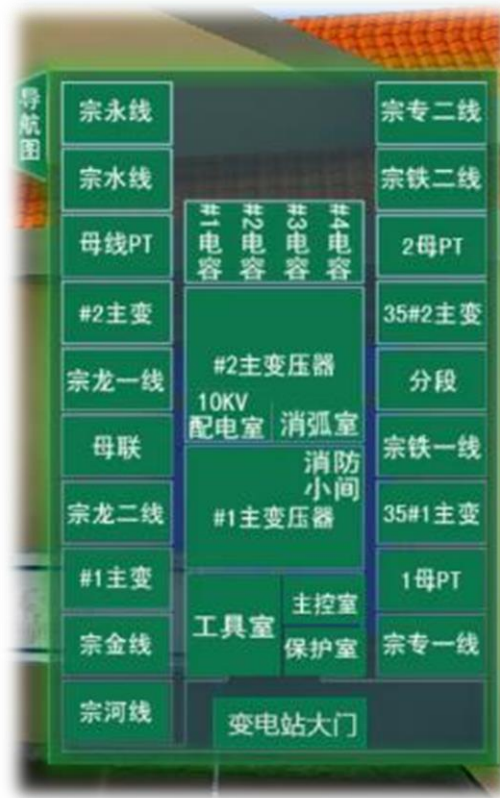 导航图
宗永线
宗水线
母线PT
#2主变
宗龙一线
母联
宗龙二线
#1主变
宗金线
宗河线
#1电容
#2电容
#3电容
#4电容
#2主变压器
10KV
配电室
消弧室
消防
小间
#1主变压器
工具室
主控室
保护室
变电站大门
宗专二线
宗铁二线
2母PT
35#2主变
分段
宗铁一线
35#1主变
1母PT
宗专一线